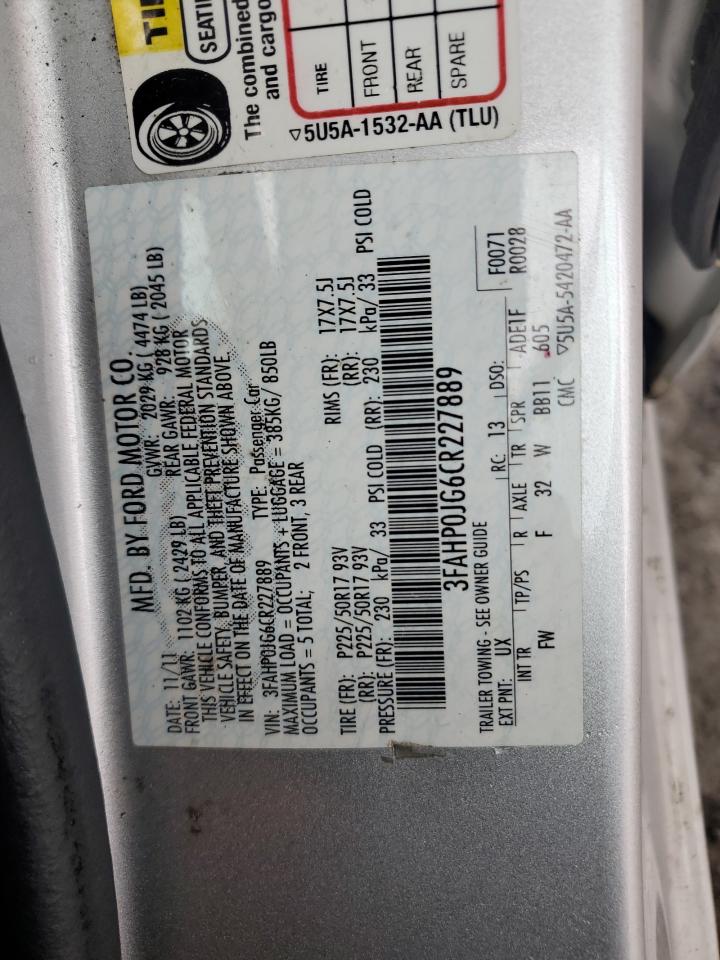 TI
SEATI
The combined
and cargo
TIRE
FRONT
REAR
SPARE
▽5U5A-1532-AA (TLU)
MFD. BY FORD MOTOR CO.
DATE: 11/11 GVWR: 2029 KG ( 4474 LB)
FRONT GAWR: 1102 KG ( 2429 LB) REAR GAWR: 928 KG ( 2045 LB)
THIS VEHICLE CONFORMS TO ALL APPLICABLE FEDERAL MOTOR
VEHICLE SAFETY, BUMPER, AND THEFT PREVENTION STANDARDS
IN EFFECT ON THE DATE OF MANUFACTURE SHOWN ABOVE.
VIN: 3FAHP0JG6CR227889 TYPE: Passenger Car
MAXIMUM LOAD = OCCUPANTS + LUGGAGE = 385KG/ 850LB
OCCUPANTS = 5 TOTAL; 2 FRONT, 3 REAR
TIRE (FR): P225/50R17 93V RIMS (FR): 17X7.5J
(RR): P225/50R17 93V (RR): 17X7.5J
PRESSURE (FR): 230 kPa/ 33 PSI COLD (RR): 230 kPa/ 33 PSI COLD
3FAHP0JG6CR227889
TRAILER TOWING - SEE OWNER GUIDE
F0071
R0028
EXT PNT: UX RC: 13 DSO:
INT TR TP/PS R AXLE TR SPR ADE1F
FW F 32 W BB11 605
CMC ▽5U5A-5420472-AA